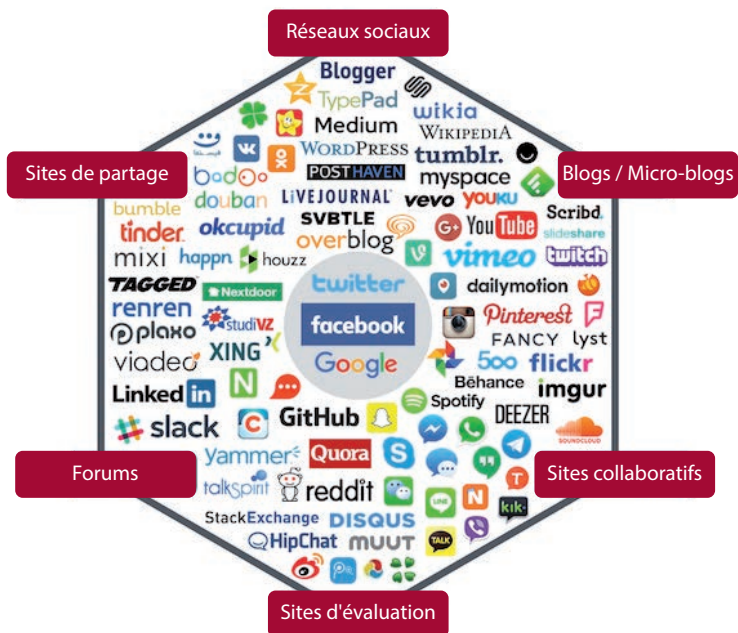 Réseaux sociaux
Blogger
TypePad
wikia
Medium
WIKIPEDIA
WORDPRESS
tumblr.
Sites de partage
badoo
POSTHAVEN
myspace
Blogs / Micro-blogs
douban
LiVEJOURNAL
vevo
YOUKU
bumble
SVBTLE
G+
You Tube
Scribd.
tinder
okcupid
overblog
slideshare
mixi
happn
houzz
vimeo
twitch
TAGGED
Nextdoor
twitter
dailymotion
renren
studiVZ
facebook
Pinterest
plaxo
XING
Google
FANCY
lyst
viadeo
500
flickr
Linked in
N
Bēhance
imgur
Spotify
slack
C
GitHub
DEEZER
SOUNDCLOUD
yammer
Quora
S
Forums
Sites collaboratifs
talkspirit
reddit
T
LINE
N
kik
StackExchange
DISQUS
HipChat
MUUT
TALK
Sites d'évaluation